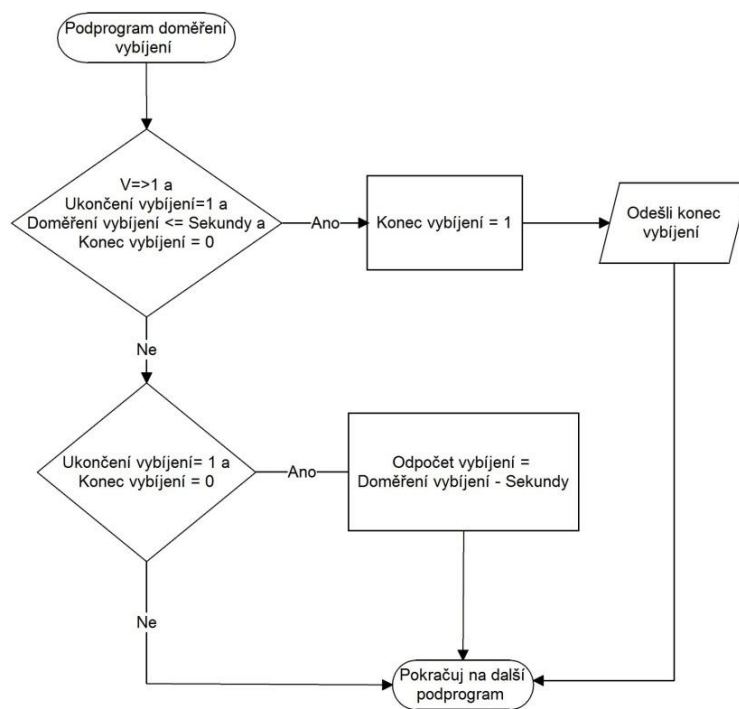 Podprogram doměření
vybíjení
V=>1 a
Ukončení vybíjení=1 a
Doměření vybíjení <= Sekundy a
Konec vybíjení = 0
Ano
Konec vybíjení = 1
Odešli konec
vybíjení
Ne
Ukončení vybíjení= 1 a
Konec vybíjení = 0
Ano
Odpočet vybíjení =
Doměření vybíjení - Sekundy
Ne
Pokračuj na další
podprogram